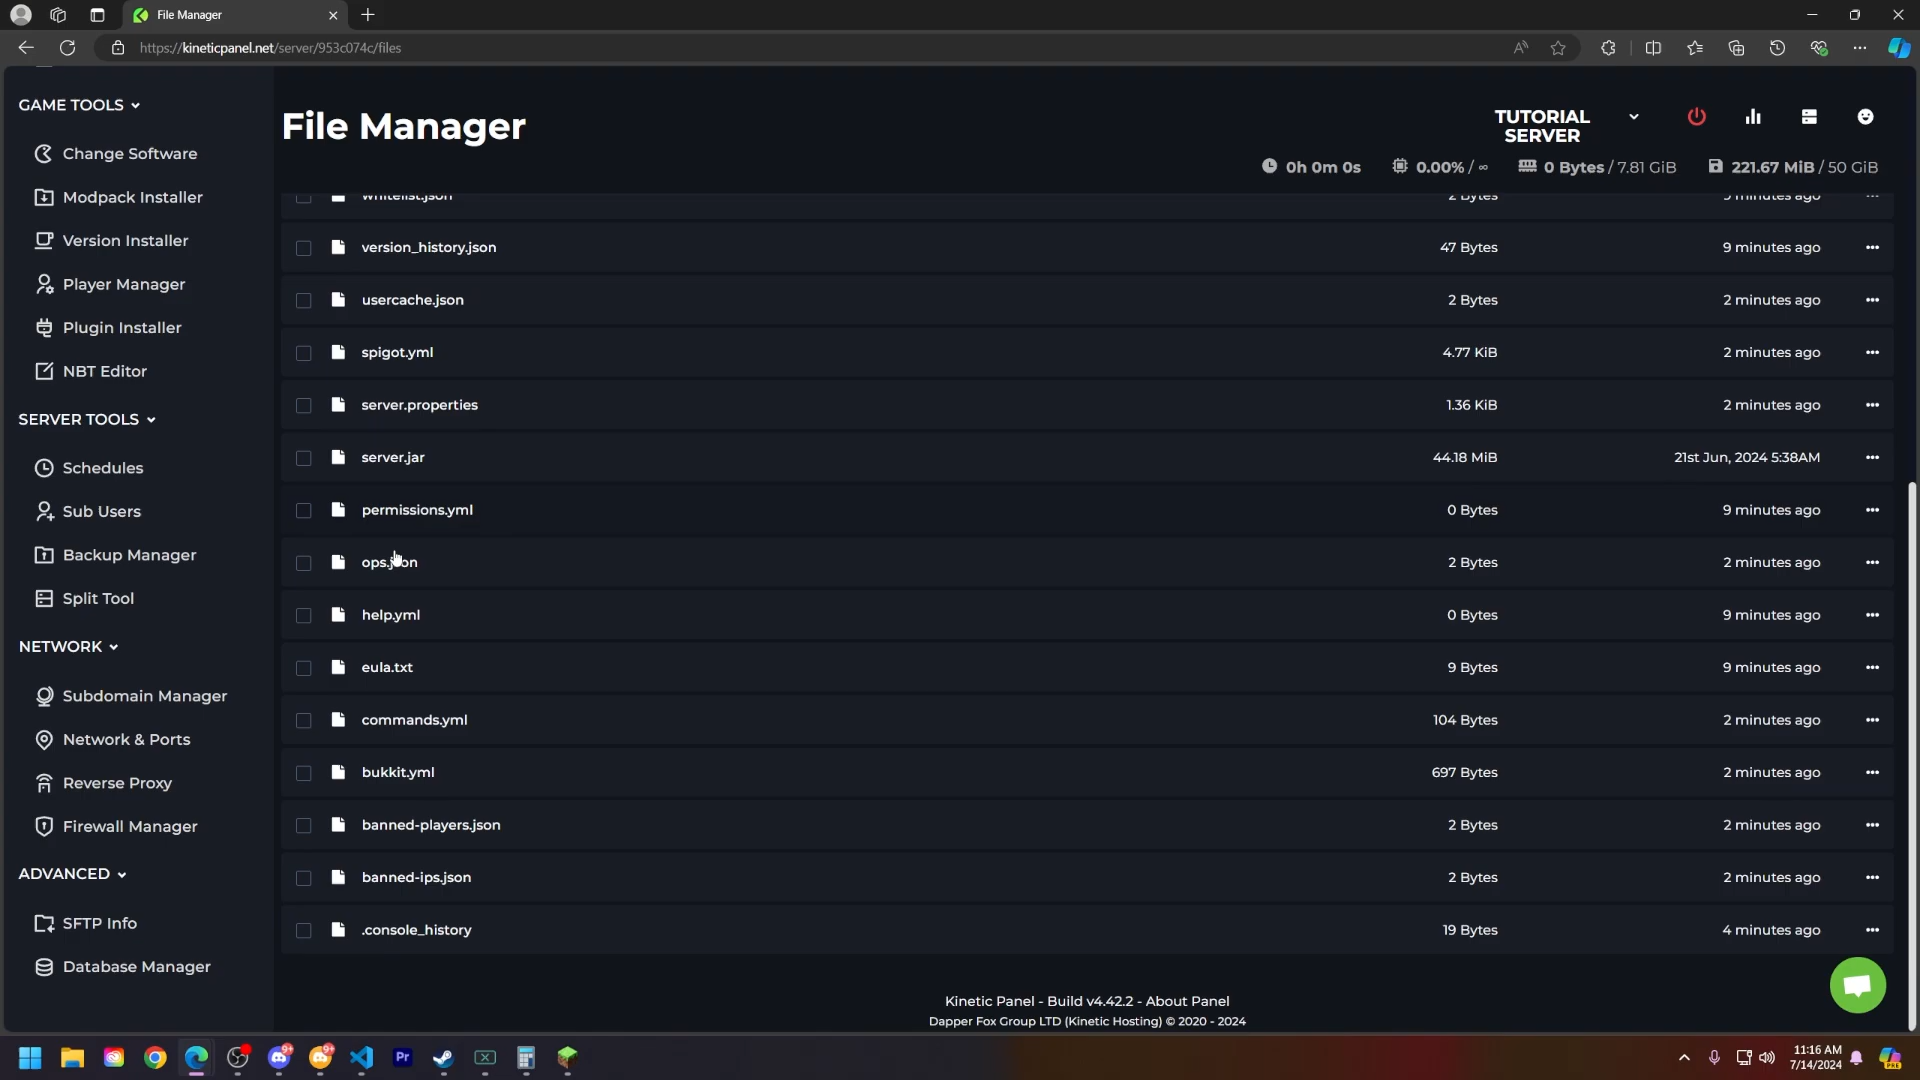 File Manager
https://kineticpanel.net/server/953c074c/files
GAME TOOLS
Change Software
Modpack Installer
Version Installer
Player Manager
Plugin Installer
NBT Editor
SERVER TOOLS
Schedules
Sub Users
Backup Manager
Split Tool
NETWORK
Subdomain Manager
Network & Ports
Reverse Proxy
Firewall Manager
ADVANCED
SFTP Info
Database Manager
File Manager
TUTORIAL
SERVER
0h 0m 0s 0.00% / ∞ 0 Bytes / 7.81 GiB 221.67 MiB / 50 GiB
whitelist.json 2 Bytes minutes ago
version_history.json 47 Bytes 9 minutes ago
usercache.json 2 Bytes 2 minutes ago
spigot.yml 4.77 KiB 2 minutes ago
server.properties 1.36 KiB 2 minutes ago
server.jar 44.18 MiB 21st Jun, 2024 5:38AM
permissions.yml 0 Bytes 9 minutes ago
ops.json 2 Bytes 2 minutes ago
help.yml 0 Bytes 9 minutes ago
eula.txt 9 Bytes 9 minutes ago
commands.yml 104 Bytes 2 minutes ago
bukkit.yml 697 Bytes 2 minutes ago
banned-players.json 2 Bytes 2 minutes ago
banned-ips.json 2 Bytes 2 minutes ago
.console_history 19 Bytes 4 minutes ago
Kinetic Panel - Build v4.42.2 - About Panel
Dapper Fox Group LTD (Kinetic Hosting) © 2020 - 2024
9+
9+
Pr
11:16 AM
7/14/2024
PRE